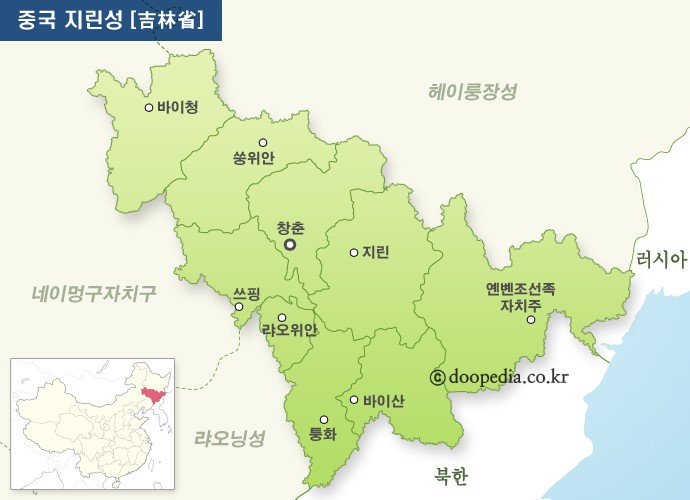 중국 지린성 [吉林省]
헤이룽장성
바이청
쑹위안
창춘
지린
러시아
네이멍구자치구
쓰핑
옌볜조선족
자치주
랴오위안
ⓒdoopedia.co.kr
바이산
퉁화
랴오닝성
북한